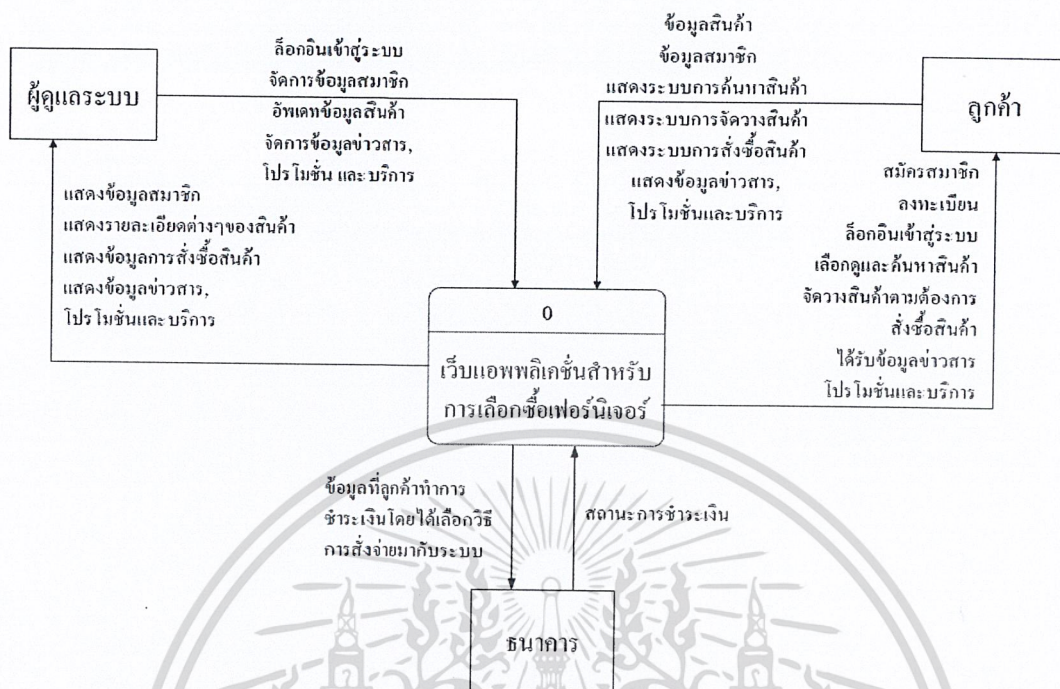 ผู้ดูแลระบบ
ล็อกอินเข้าสู่ระบบ
จัดการข้อมูลสมาชิก
อัพเดทข้อมูลสินค้า
จัดการข้อมูลข่าวสาร,
โปรโมชั่น และ บริการ
ข้อมูลสินค้า
ข้อมูลสมาชิก
แสดงระบบการค้นหาสินค้า
แสดงระบบการจัดวางสินค้า
แสดงระบบการสั่งซื้อสินค้า
แสดงข้อมูลข่าวสาร,
โปรโมชั่นและบริการ
ลูกค้า
แสดงข้อมูลสมาชิก
แสดงรายละเอียดต่างๆของสินค้า
แสดงข้อมูลการสั่งซื้อสินค้า
แสดงข้อมูลข่าวสาร,
โปรโมชั่นและ บริการ
สมัครสมาชิก
ลงทะเบียน
ล็อกอินเข้าสู่ระบบ
เลือกดูและค้นหาสินค้า
จัดวางสินค้าตามต้องการ
สั่งซื้อสินค้า
ได้รับข้อมูลข่าวสาร
โปรโมชั่นและ บริการ
0
เว็บแอพพลิเกชั่นสำหรับ
การเลือกซื้อเฟอร์นิเจอร์
ข้อมูลที่ลูกค้าทำการ
ชำระเงินโดยได้เลือกวิธี
การสั่งจ่ายมากับระบบ
สถานะการชำระเงิน
ธนาคาร